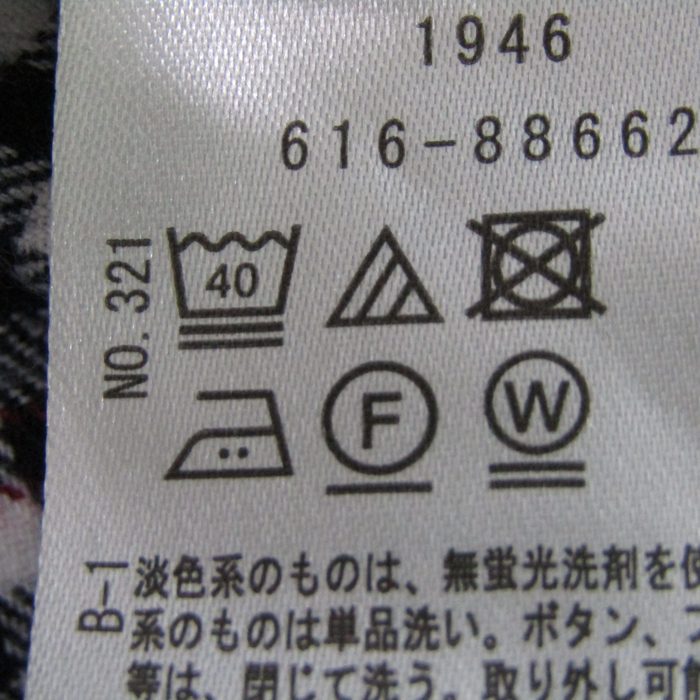 1946
616-88662
NO. 321
40
F
W
B-1
淡色系のものは、無蛍光洗剤を使
系のものは単品洗い。ボタン、フ
等は、閉じて洗う。取り外し可能